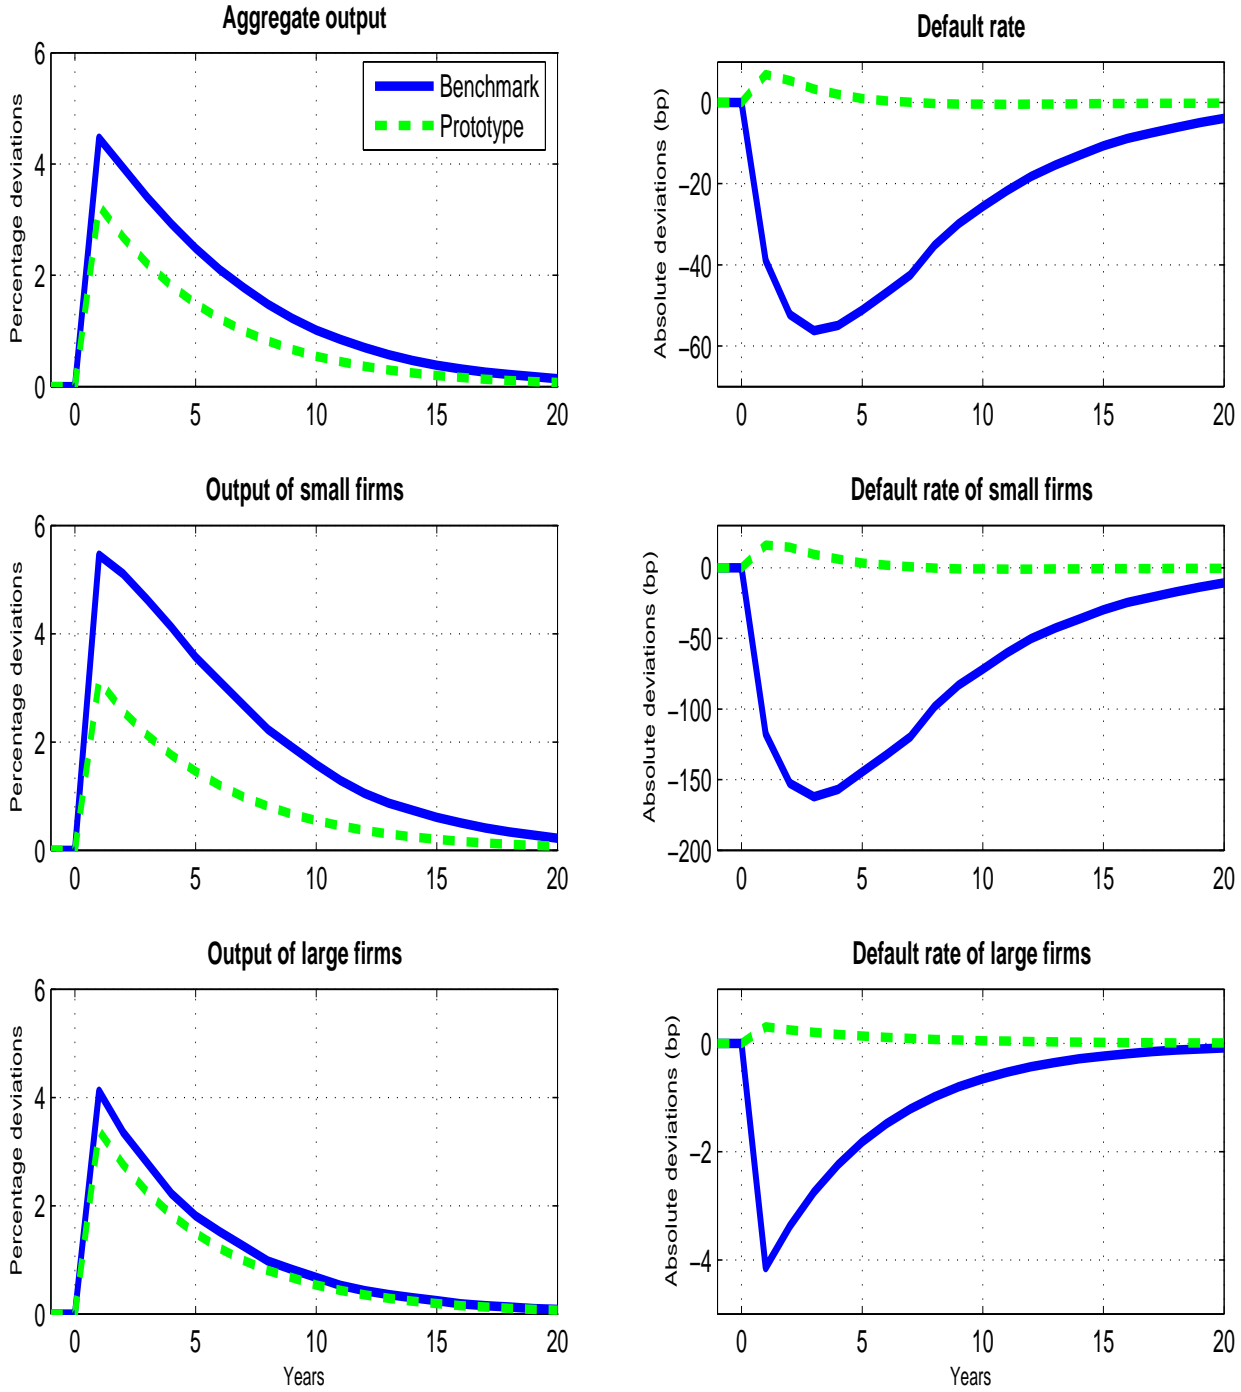 Aggregate output
Percentage deviations
6
4
2
0
0 5 10 15 20
Benchmark
Prototype
Default rate
Absolute deviations (bp)
0
−20
−40
−60
0 5 10 15 20
Output of small firms
Percentage deviations
6
4
2
0
0 5 10 15 20
Default rate of small firms
Absolute deviations (bp)
0
−50
−100
−150
−200
0 5 10 15 20
Output of large firms
Percentage deviations
6
4
2
0
0 5 10 15 20
Years
Default rate of large firms
Absolute deviations (bp)
0
−2
−4
0 5 10 15 20
Years